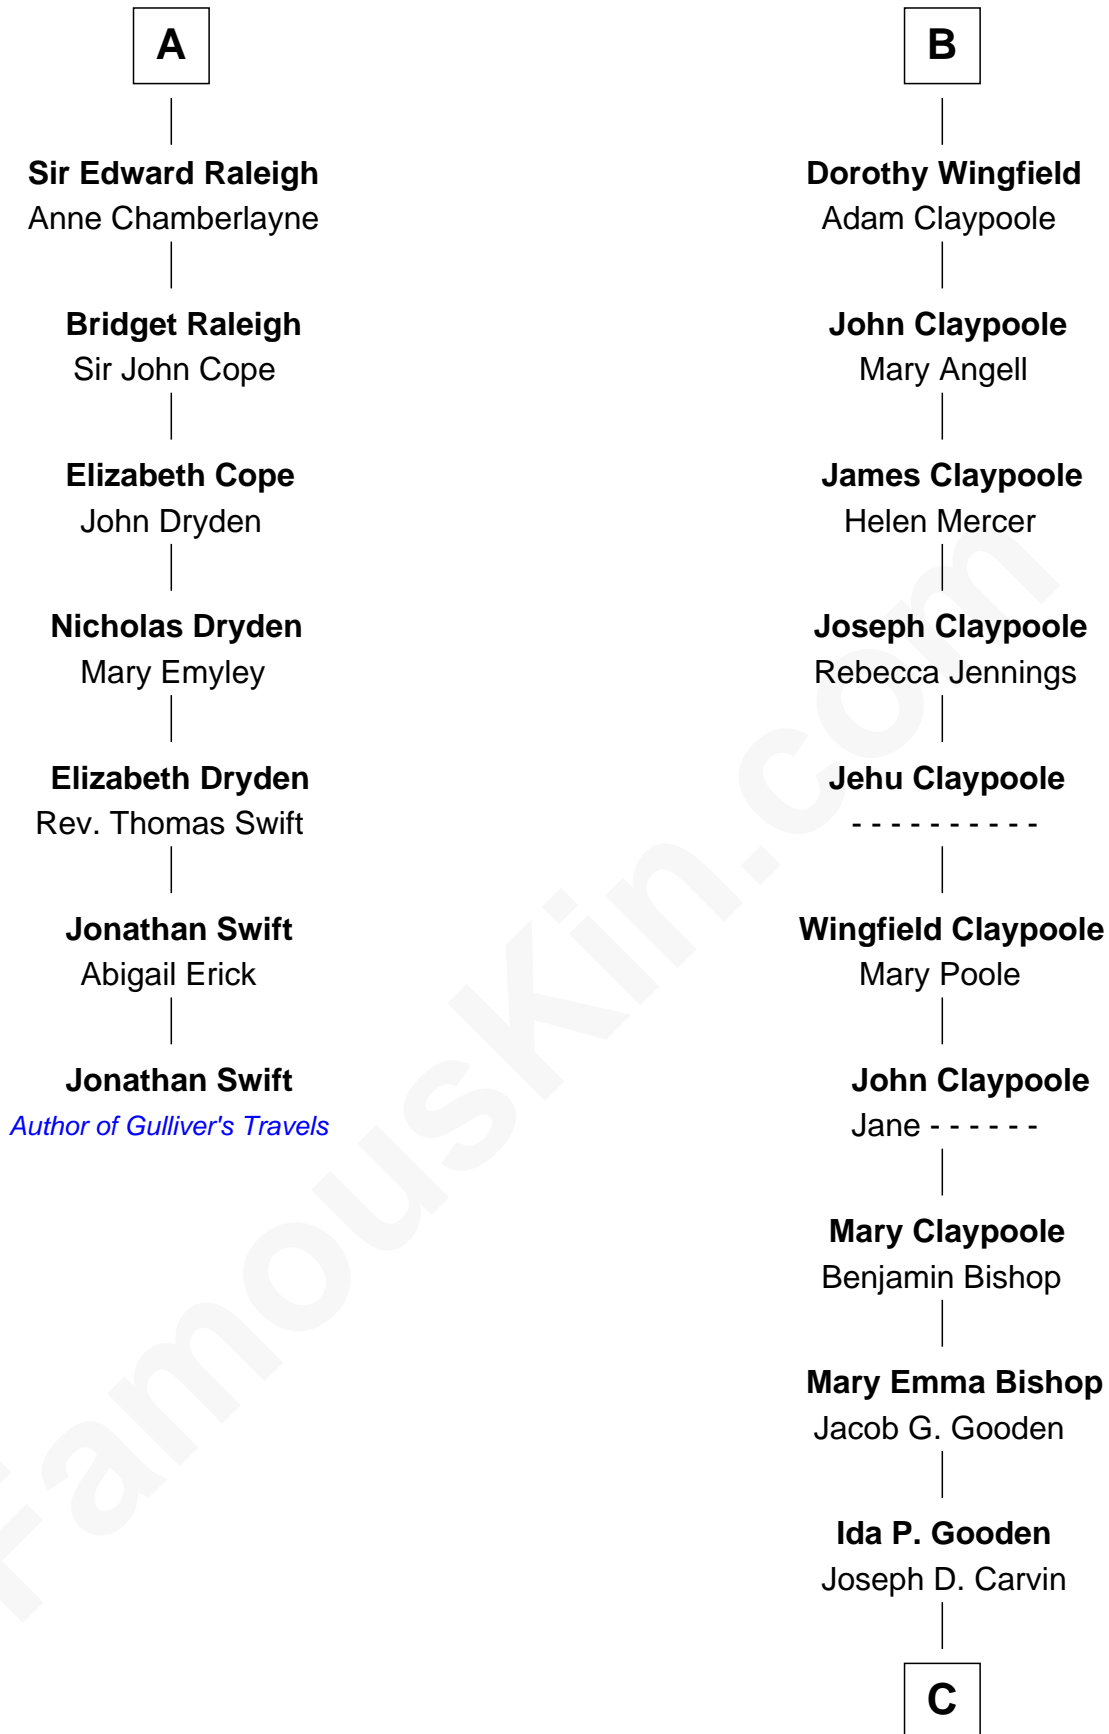 A
Sir Edward Raleigh
Anne Chamberlayne
Bridget Raleigh
Sir John Cope
Elizabeth Cope
John Dryden
Nicholas Dryden
Mary Emyley
Elizabeth Dryden
Rev. Thomas Swift
Jonathan Swift
Abigail Erick
Jonathan Swift
Author of Gulliver's Travels
B
Dorothy Wingfield
Adam Claypoole
John Claypoole
Mary Angell
James Claypoole
Helen Mercer
Joseph Claypoole
Rebecca Jennings
Jehu Claypoole
- - - - - - - - - -
Wingfield Claypoole
Mary Poole
John Claypoole
Jane - - - - - -
Mary Claypoole
Benjamin Bishop
Mary Emma Bishop
Jacob G. Gooden
Ida P. Gooden
Joseph D. Carvin
C
FamousKin.com